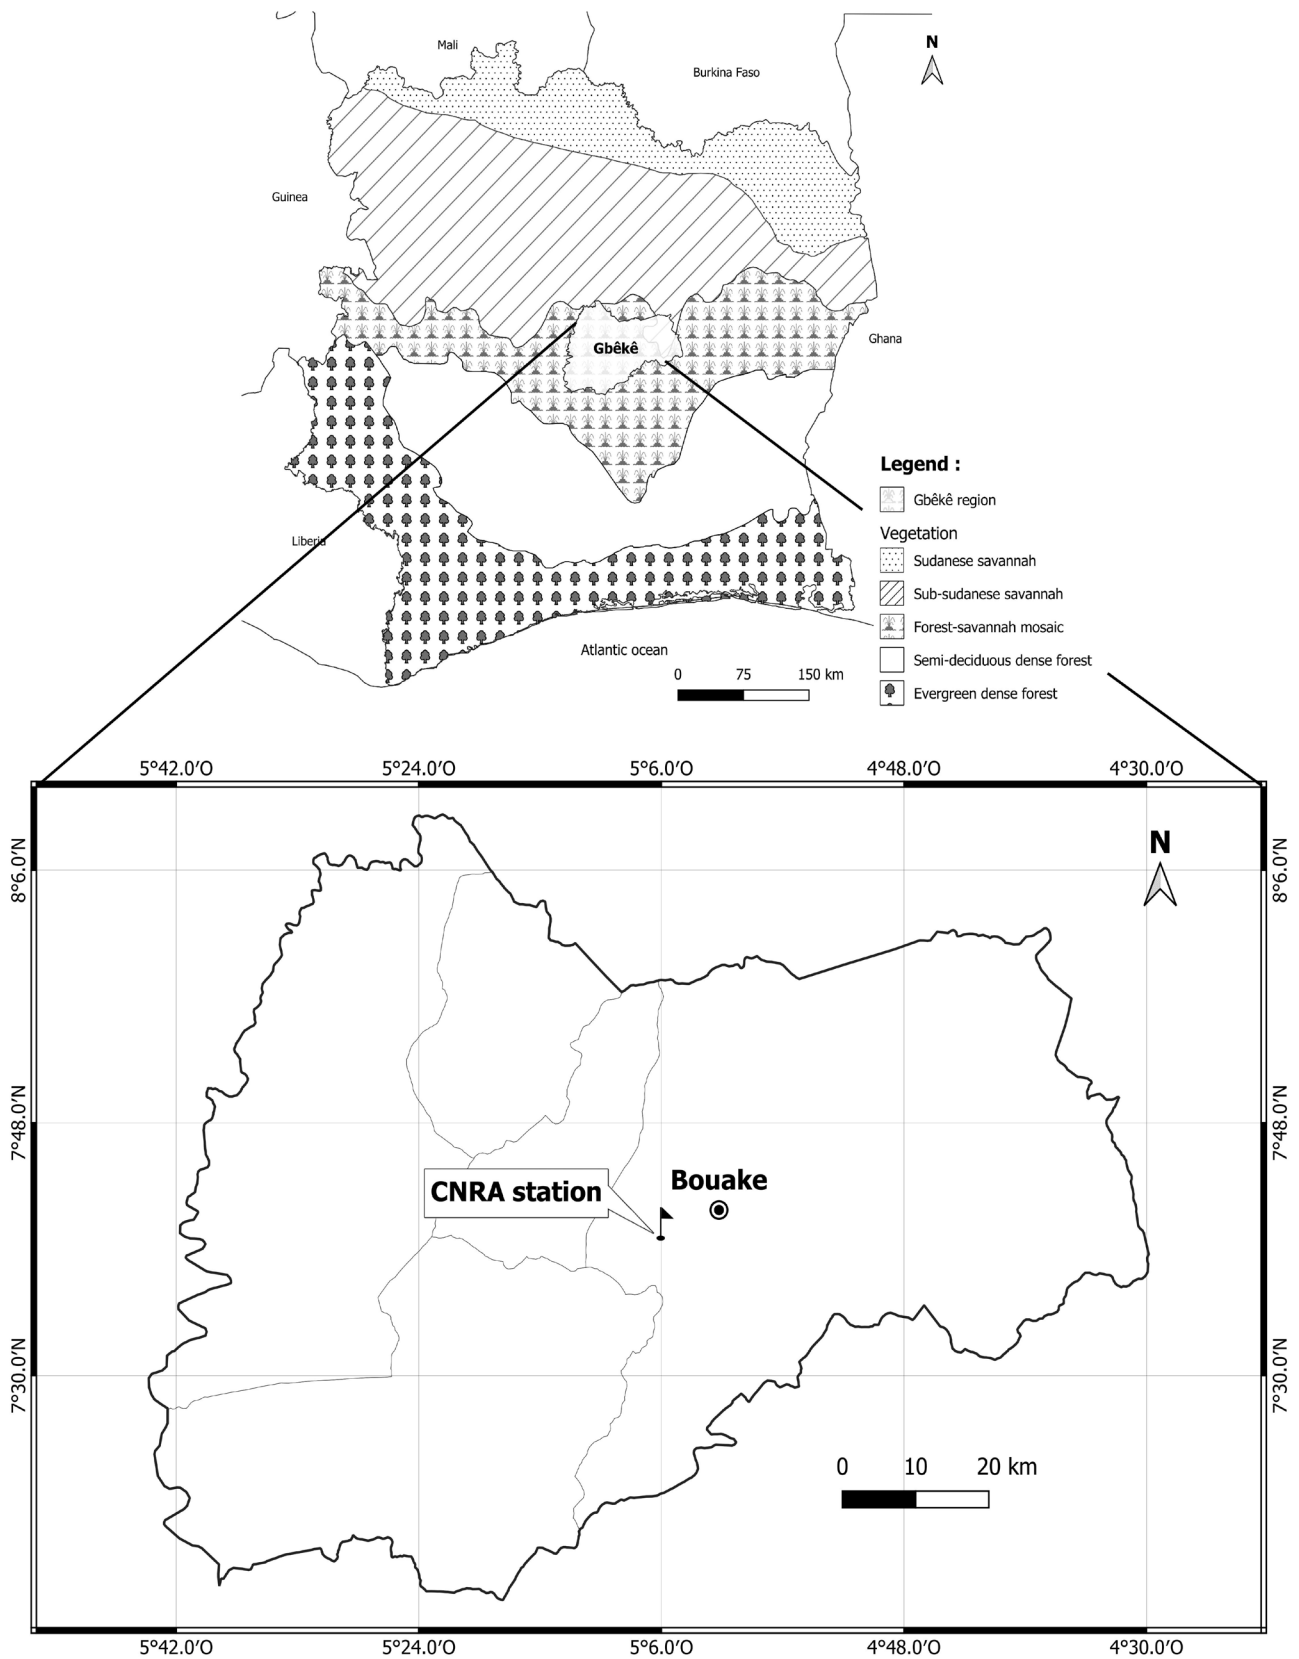 Mali
N
Burkina Faso
Guinea
Ghana
Gbêkê
Legend :
Gbêkê region
Vegetation
Liberia
Sudanese savannah
Sub-sudanese savannah
Forest-savannah mosaic
Atlantic ocean
Semi-deciduous dense forest
0 75 150 km
Evergreen dense forest
5°42.0′O 5°24.0′O 5°6.0′O 4°48.0′O 4°30.0′O
N
8°6.0′N 8°6.0′N
7°48.0′N 7°48.0′N
Bouake
CNRA station
7°30.0′N 7°30.0′N
0 10 20 km
5°42.0′O 5°24.0′O 5°6.0′O 4°48.0′O 4°30.0′O